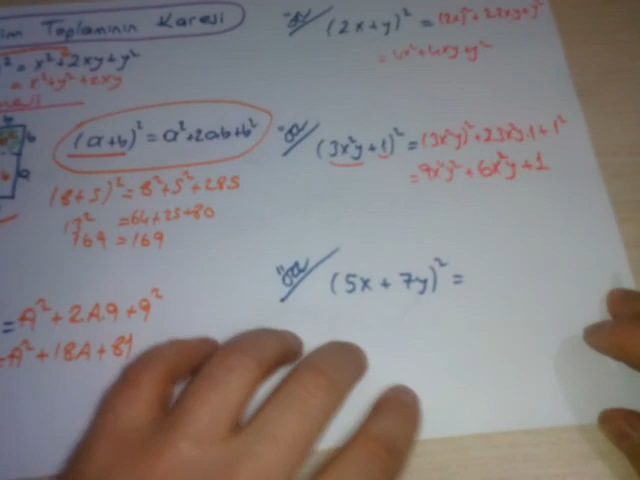 im Toplamının Karesi
² = x²+2xy+y²
= x²+y²+2xy
b
b
a
(a+b)² = a²+2ab+b²
(8+5)² = 8²+5²+2.8.5
13² = 64+25+80
169 = 169
= A²+2.A.9+9²
= A²+18A+81
(2x+y)² = (2x)²+2.2xy+y²
= 4x²+4xy+y²
(3x²y+1)² = (3x²y)²+2.3x²y.1+1²
= 9x⁴y²+6x²y+1
(5x+7y)² =